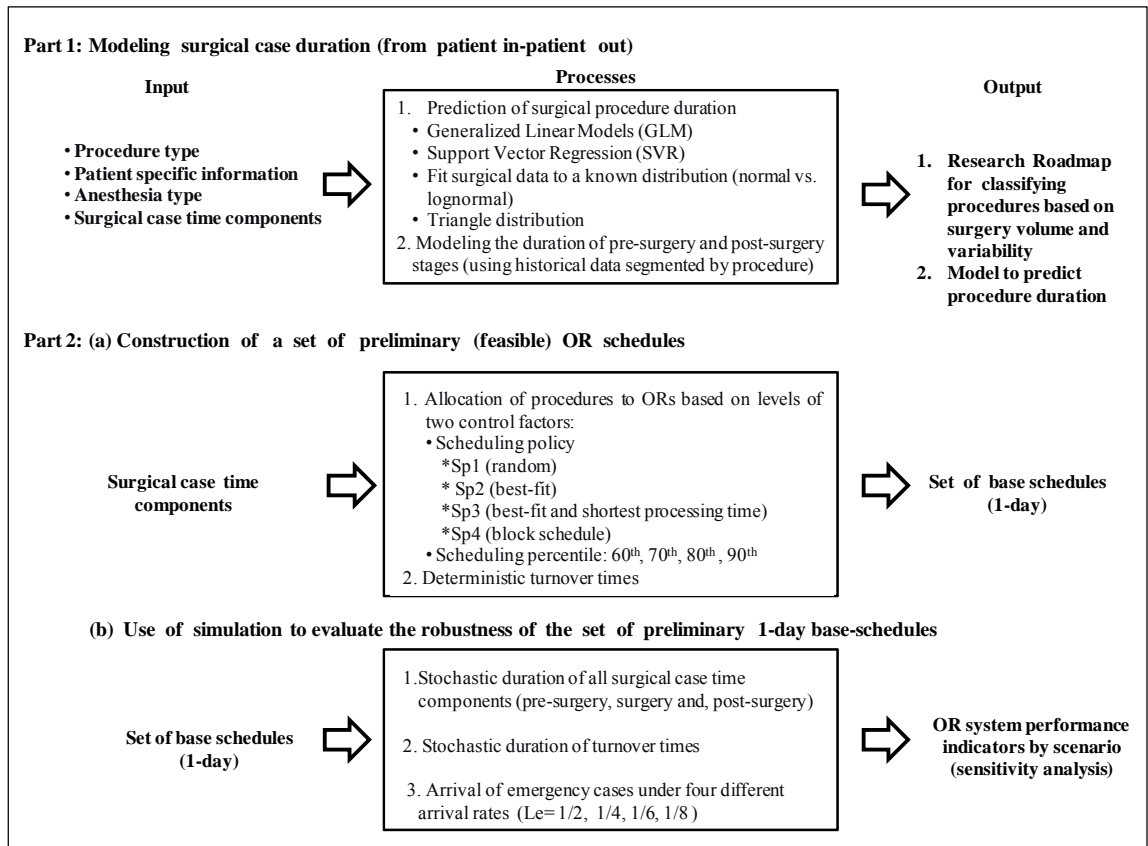 Part 1: Modeling surgical case duration (from patient in-patient out)
Input
Processes
Output
• Procedure type
• Patient specific information
• Anesthesia type
• Surgical case time components
1. Prediction of surgical procedure duration
• Generalized Linear Models (GLM)
• Support Vector Regression (SVR)
• Fit surgical data to a known distribution (normal vs.
lognormal)
• Triangle distribution
2. Modeling the duration of pre-surgery and post-surgery
stages (using historical data segmented by procedure)
1. Research Roadmap
for classifying
procedures based on
surgery volume and
variability
2. Model to predict
procedure duration
Part 2: (a) Construction of a set of preliminary (feasible) OR schedules
Surgical case time
components
1. Allocation of procedures to ORs based on levels of
two control factors:
• Scheduling policy
*Sp1 (random)
* Sp2 (best-fit)
*Sp3 (best-fit and shortest processing time)
*Sp4 (block schedule)
• Scheduling percentile: 60th, 70th, 80th, 90th
2. Deterministic turnover times
Set of base schedules
(1-day)
(b) Use of simulation to evaluate the robustness of the set of preliminary 1-day base-schedules
Set of base schedules
(1-day)
1.Stochastic duration of all surgical case time
components (pre-surgery, surgery and, post-surgery)
2. Stochastic duration of turnover times
3. Arrival of emergency cases under four different
arrival rates (Le= 1/2, 1/4, 1/6, 1/8 )
OR system performance
indicators by scenario
(sensitivity analysis)